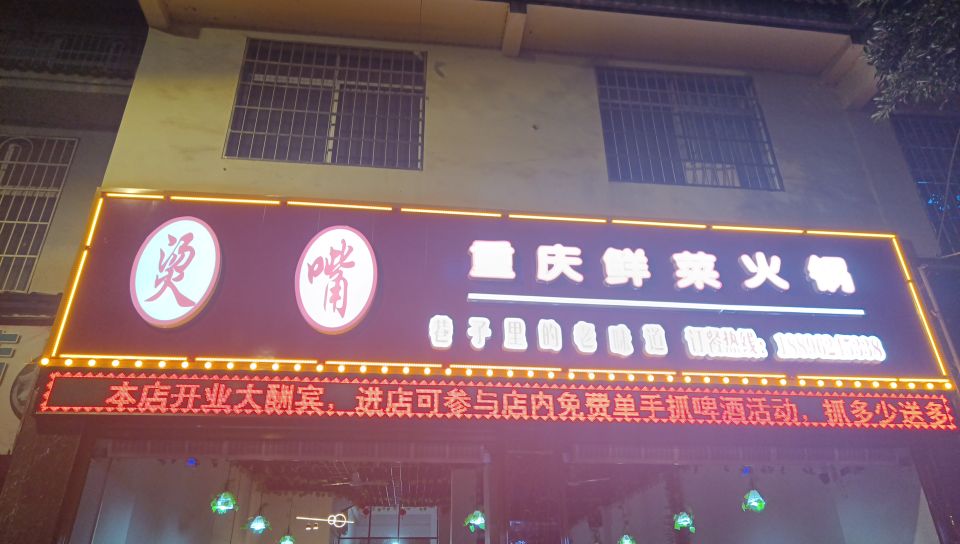 烫嘴
重庆鲜菜火锅
巷子里的老味道 订餐热线:
本店开业大酬宾，进店可参与店内免费单手抓啤酒活动，抓多少送多